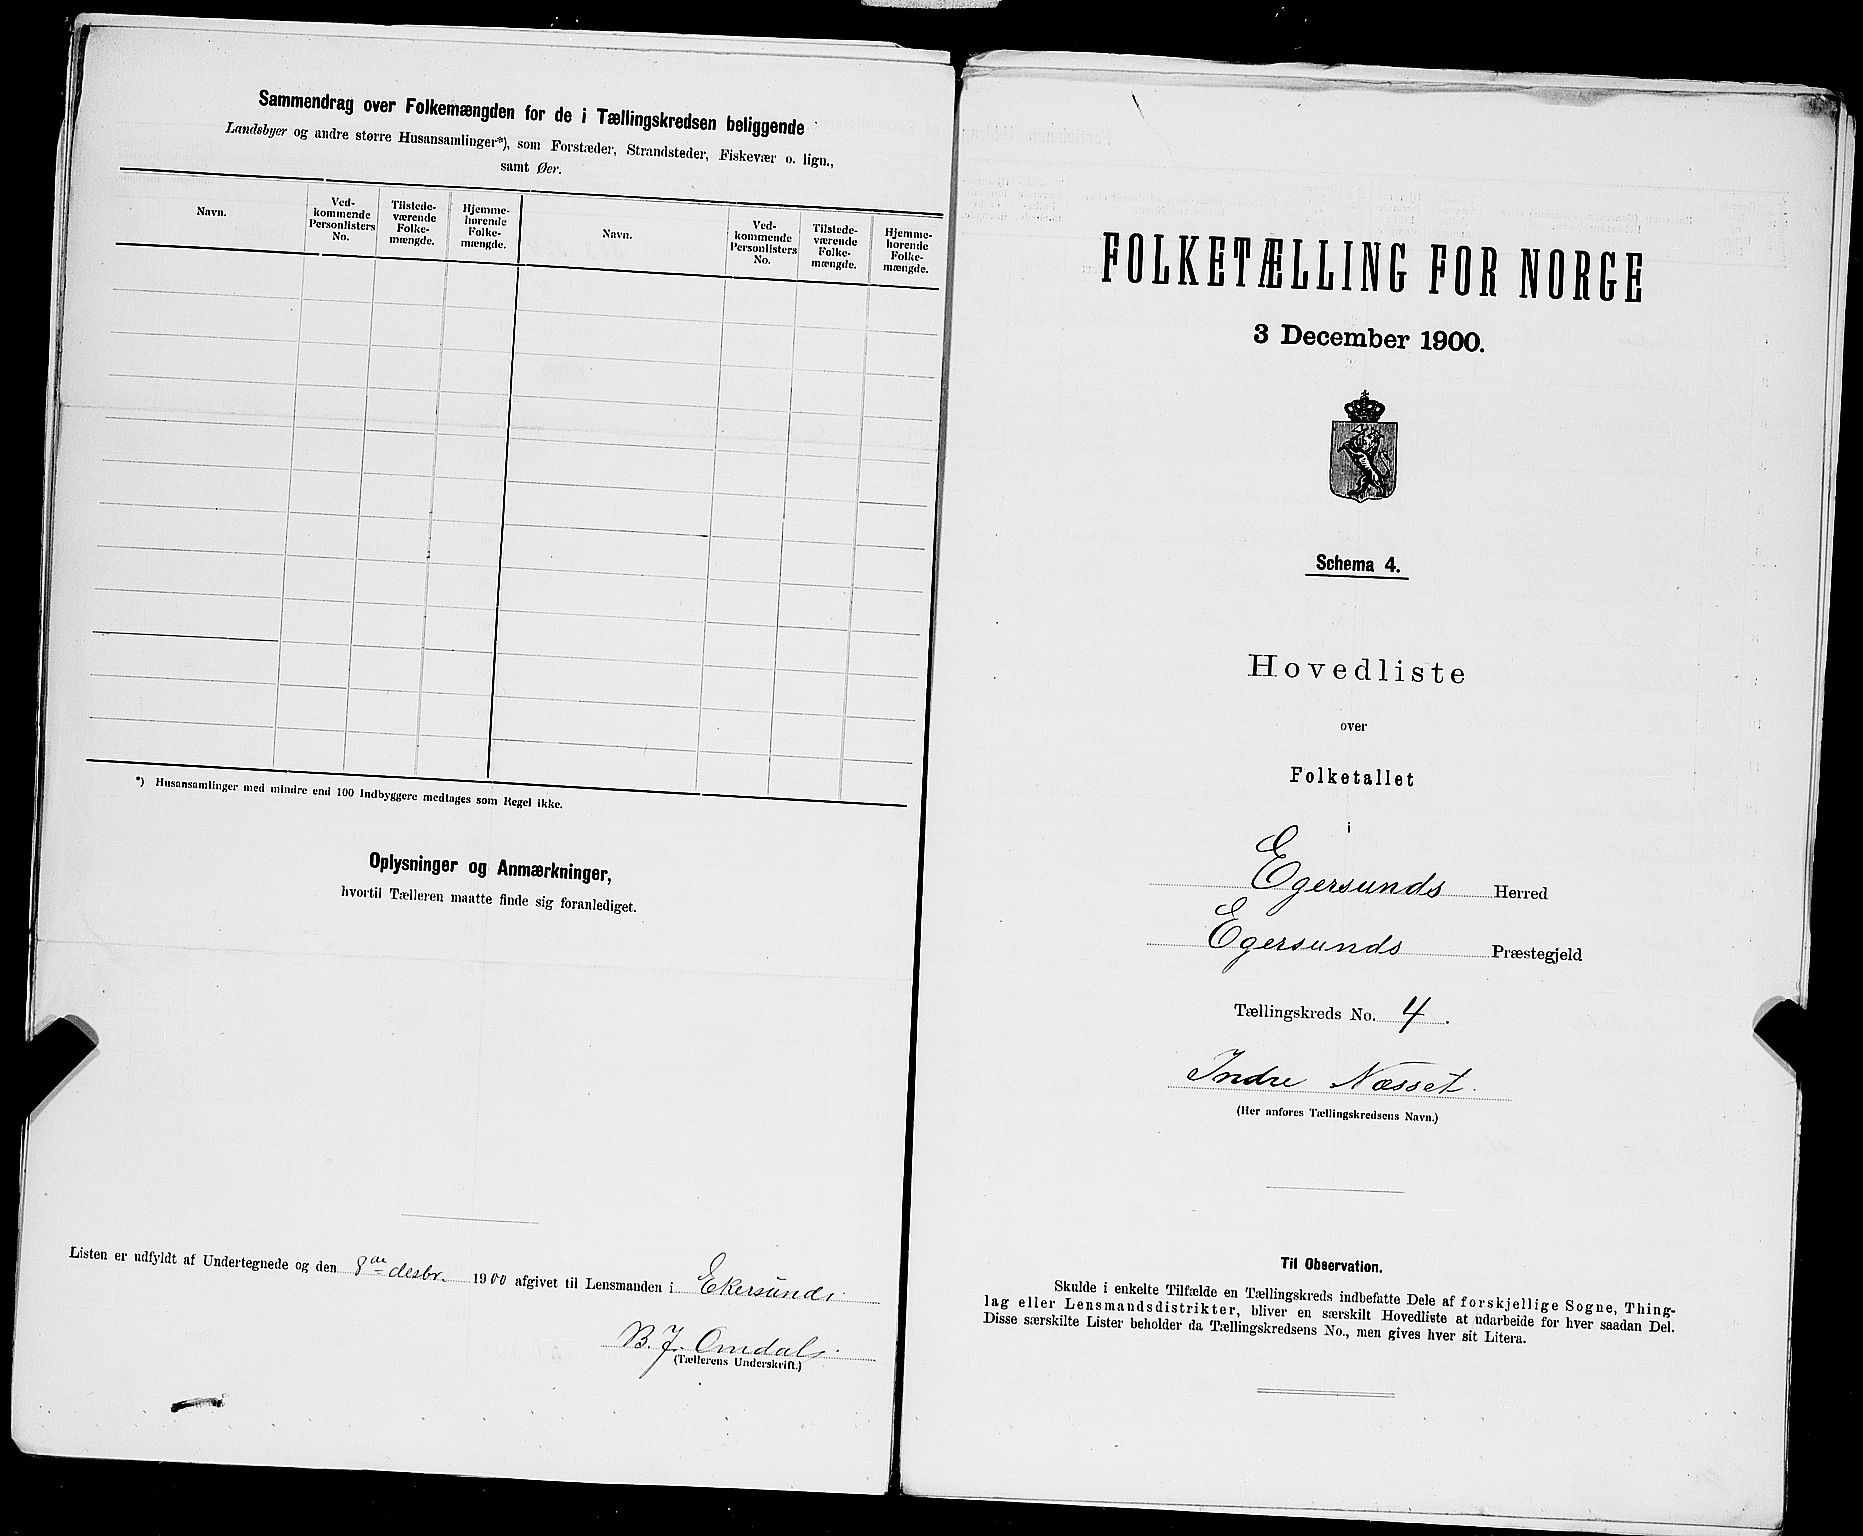 Sammendrag over Folkemængden for de i Tællingskredsen beliggende
Landsbyer og andre større Husansamlinger*), som Forstæder, Strandsteder, Fiskevær o. lign.,
samt Øer.
Navn.
Ved-
kommende
Personlisters
No.
Tilstede-
værende
Folke-
mængde.
Hjemme-
hørende
Folke-
mængde.
Navn.
Ved-
kommende
Personlisters
No.
Tilstede-
værende
Folke-
mængde.
Hjemme-
hørende
Folke-
mængde.
*) Husansamlinger med mindre end 100 Indbyggere medtages som Regel ikke.
Oplysninger og Anmærkninger,
hvortil Tælleren maatte finde sig foranlediget.
Listen er udfyldt af Undertegnede og den 8de desbr. 1900 afgivet til Lensmanden i Ekersund.
B. J. Omdal.
(Tællerens Underskrift.)
FOLKETÆLLING FOR NORGE
3 December 1900.
Schema 4.
Hovedliste
over
Folketallet
i
Egersunds Herred
Egersunds Præstegjeld
Tællingskreds No. 4.
Indre Næsset.
(Her anføres Tællingskredsens Navn.)
Til Observation.
Skulde i enkelte Tilfælde en Tællingskreds indbefatte Dele af forskjellige Sogne, Thing-
lag eller Lensmandsdistrikter, bliver en særskilt Hovedliste at udarbeide for hver saadan Del.
Disse særskilte Lister beholder da Tællingskredsens No., men gives hver sit Litera.